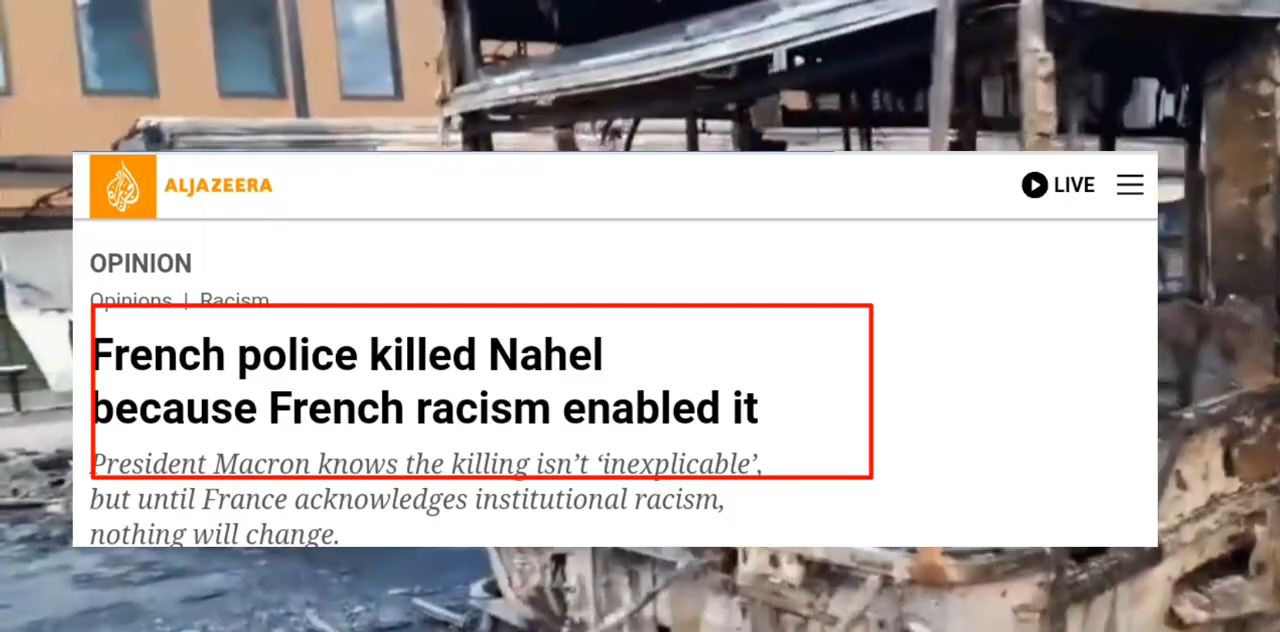 ALJAZEERA
LIVE
OPINION
Opinions | Racism
French police killed Nahel
because French racism enabled it
President Macron knows the killing isn’t ‘inexplicable’,
but until France acknowledges institutional racism,
nothing will change.